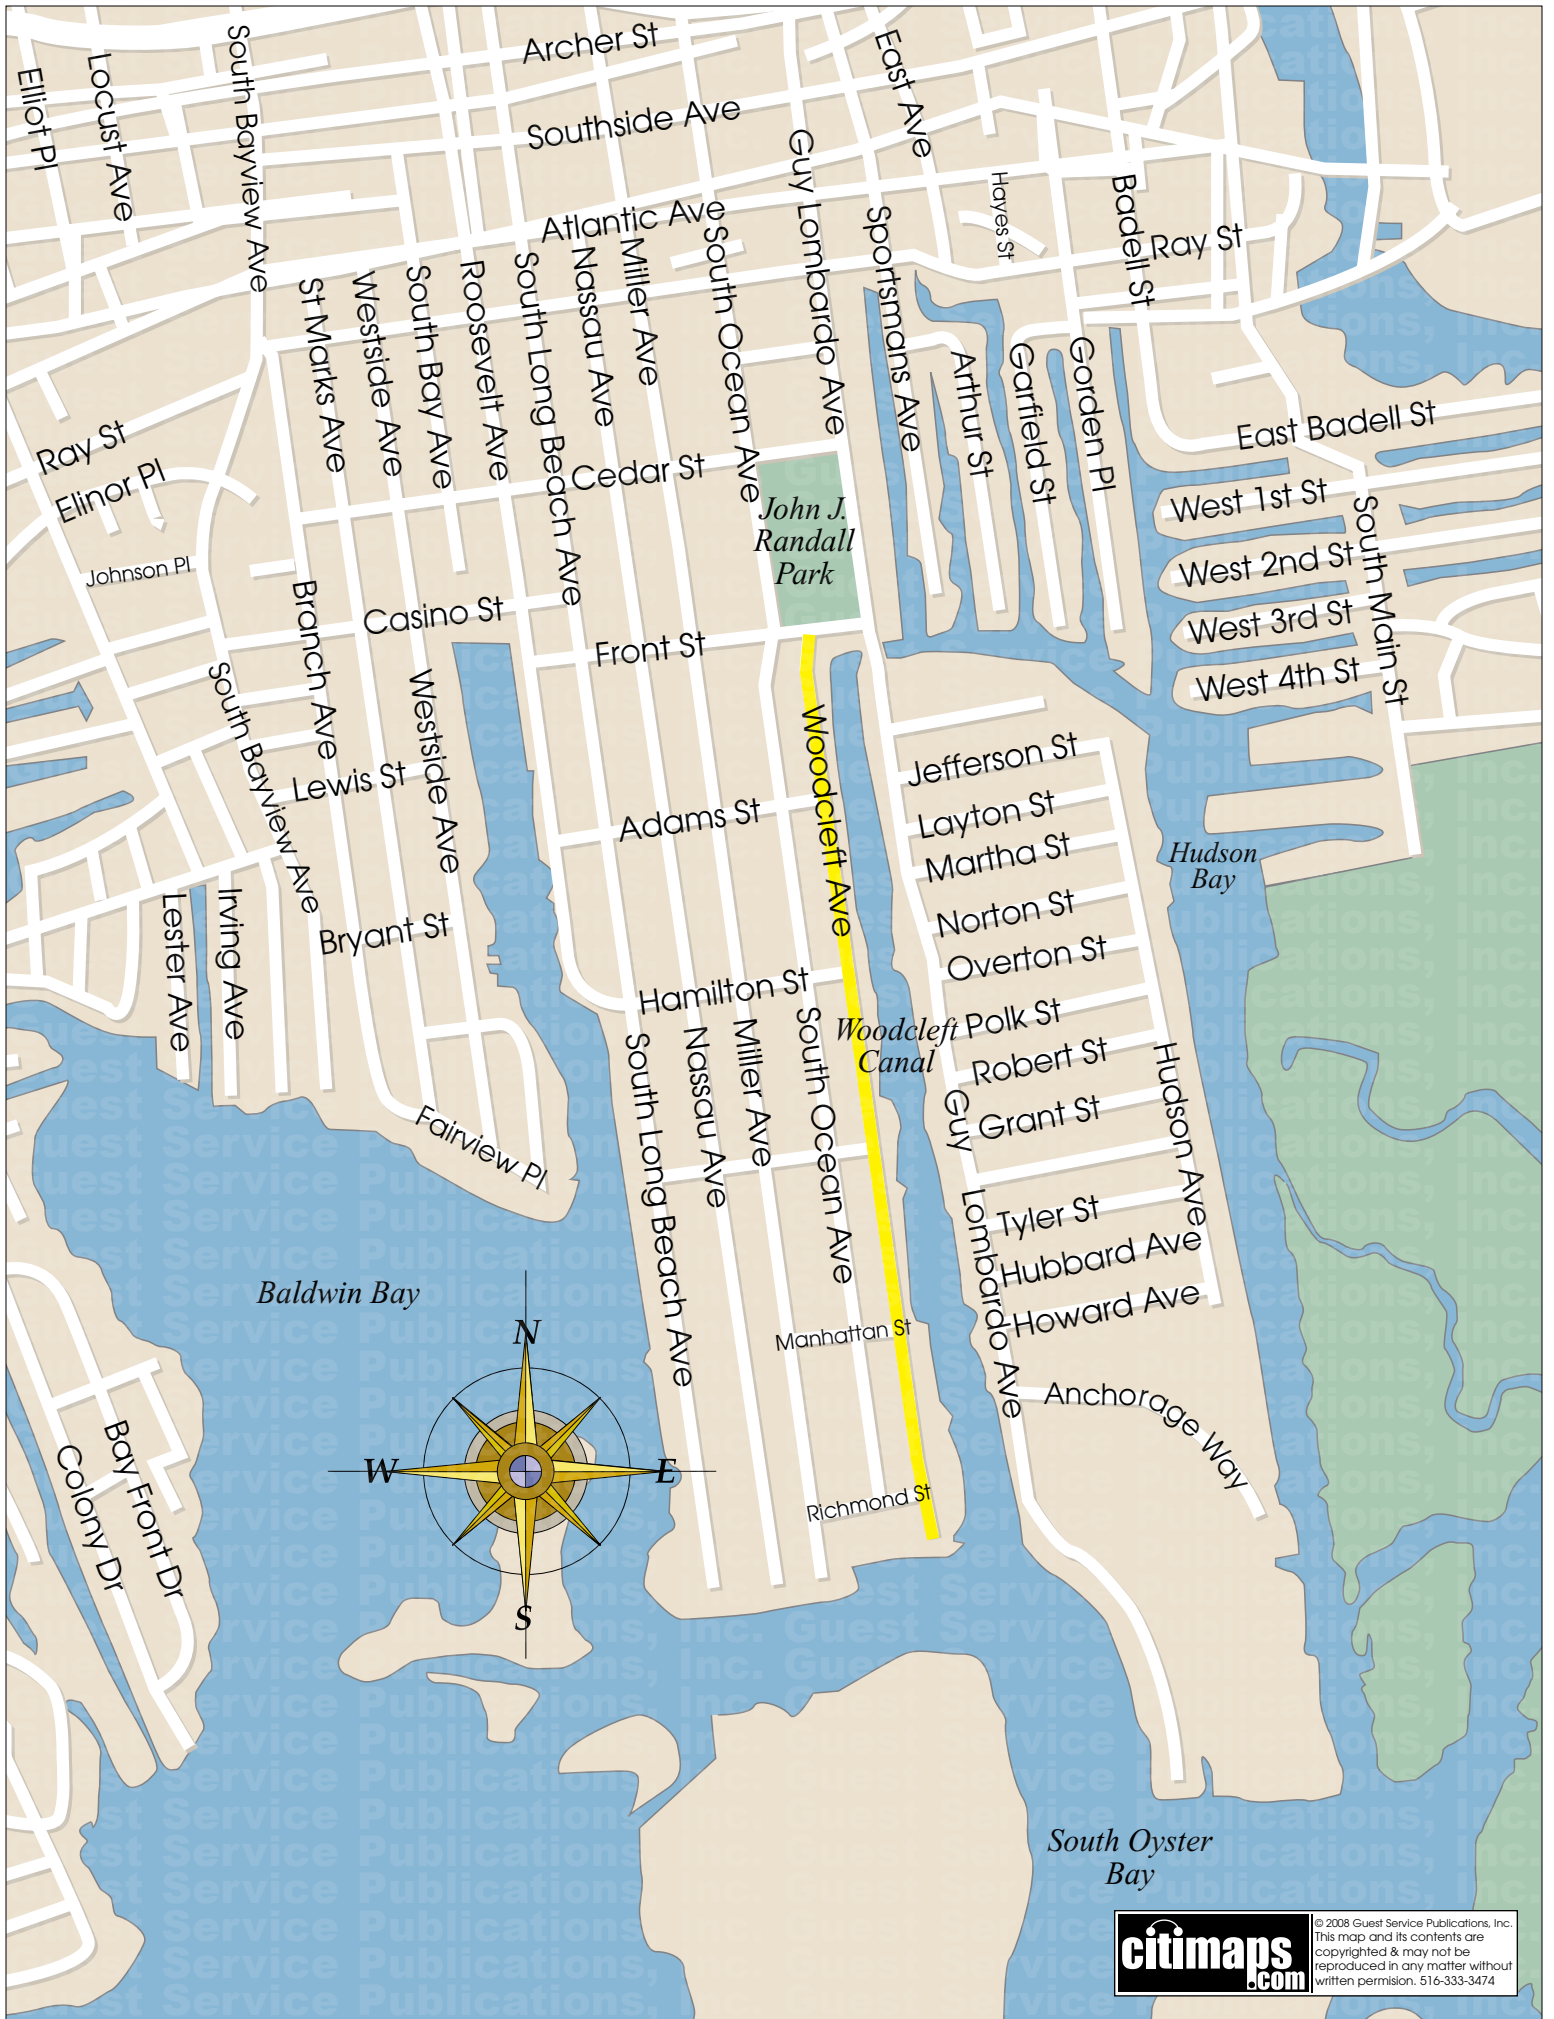 Archer St
Southside Ave
Atlantic Ave
Elliot Pl
Locust Ave
South Bayview Ave
East Ave
Guy Lombardo Ave
Hayes St
Badell St
Ray St
Sportsmans Ave
St Marks Ave
Westside Ave
South Bay Ave
Roosevelt Ave
South Long Beach Ave
Nassau Ave
Miller Ave
South Ocean Ave
Arthur St
Garfield St
Gorden Pl
East Badell St
Ray St
Elinor Pl
Cedar St
John J.
Randall
Park
West 1st St
West 2nd St
West 3rd St
West 4th St
South Main St
Johnson Pl
Branch Ave
Casino St
Front St
South Bayview Ave
Westside Ave
Lewis St
Woodcleft Ave
Adams St
Jefferson St
Layton St
Martha St
Norton St
Overton St
Polk St
Robert St
Grant St
Hudson
Bay
Lester Ave
Irving Ave
Bryant St
Hamilton St
Woodcleft
Canal
South Long Beach Ave
Nassau Ave
Miller Ave
South Ocean Ave
Guy Lombardo Ave
Hudson Ave
Fairview Pl
Tyler St
Hubbard Ave
Howard Ave
Baldwin Bay
Manhattan St
Anchorage Way
N
W
E
S
Bay Front Dr
Colony Dr
Richmond St
South Oyster
Bay
citimaps
.com
© 2008 Guest Service Publications, Inc.
This map and its contents are
copyrighted & may not be
reproduced in any matter without
written permision. 516-333-3474
Guest Service Publications, Inc.